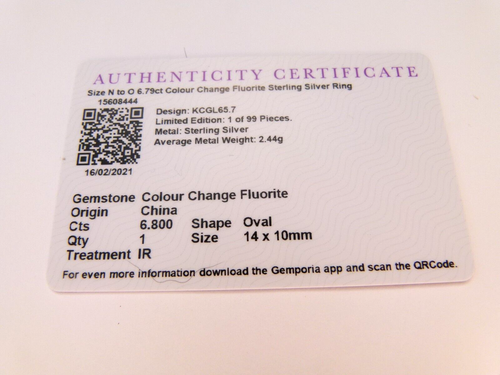 AUTHENTICITY CERTIFICATE
Size N to O 6.79ct Colour Change Fluorite Sterling Silver Ring
15608444
Design: KCGL65.7
Limited Edition: 1 of 99 Pieces.
Metal: Sterling Silver
Average Metal Weight: 2.44g
16/02/2021
Gemstone Colour Change Fluorite
Origin China
Cts 6.800 Shape Oval
Qty 1 Size 14 x 10mm
Treatment IR
For even more information download the Gemporia app and scan the QRCode.